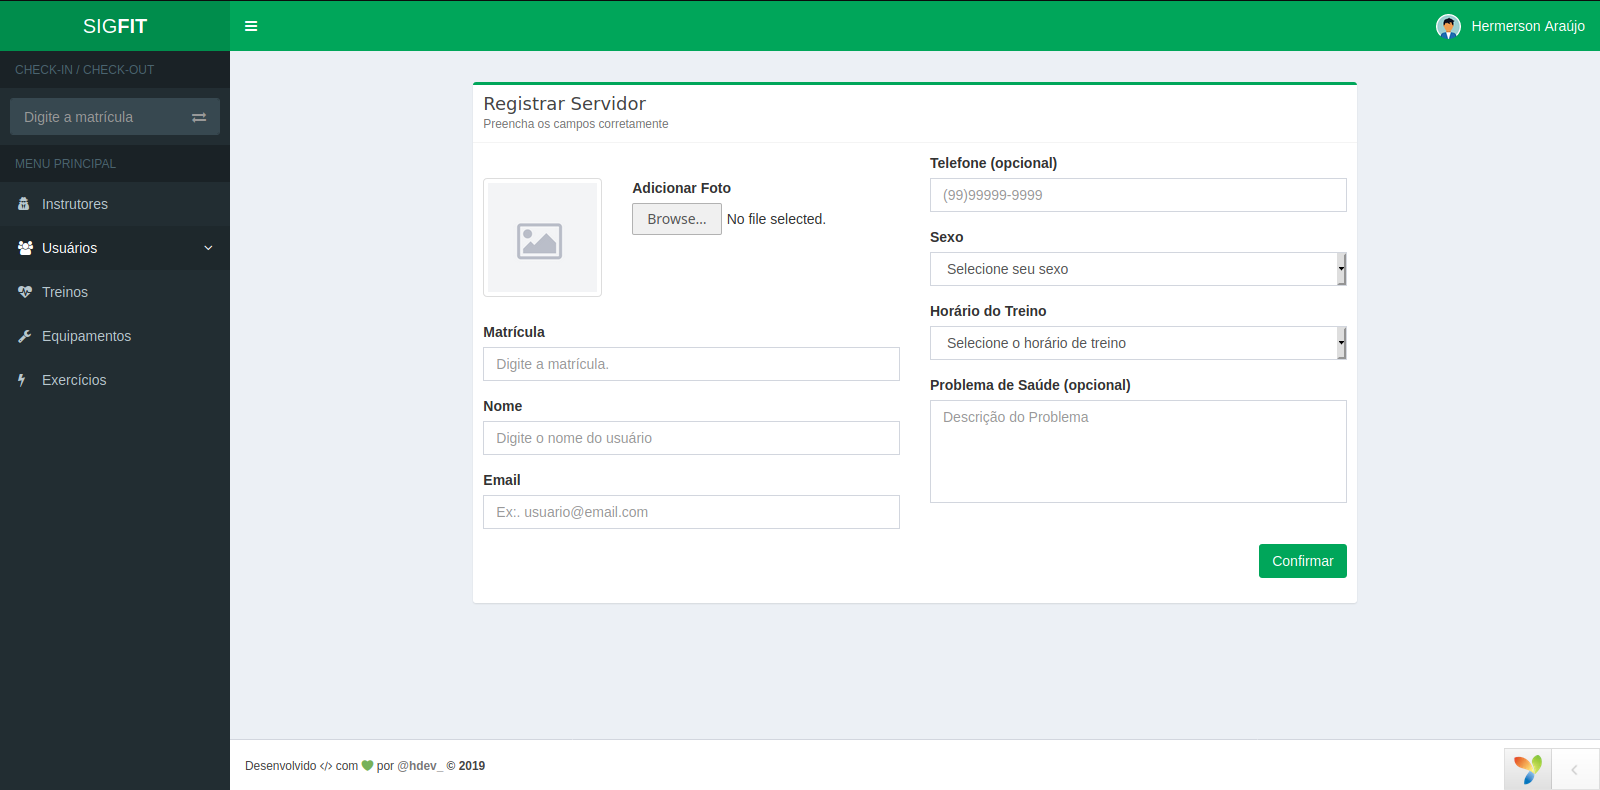 SIGFIT
Hermerson Araújo
CHECK-IN / CHECK-OUT
Digite a matrícula
MENU PRINCIPAL
Instrutores
Usuários
Treinos
Equipamentos
Exercícios
Registrar Servidor
Preencha os campos corretamente
Adicionar Foto
Browse... No file selected.
Matrícula
Digite a matrícula.
Nome
Digite o nome do usuário
Email
Ex:. usuario@email.com
Telefone (opcional)
(99)99999-9999
Sexo
Selecione seu sexo
Horário do Treino
Selecione o horário de treino
Problema de Saúde (opcional)
Descrição do Problema
Confirmar
Desenvolvido </> com por @hdev_ © 2019